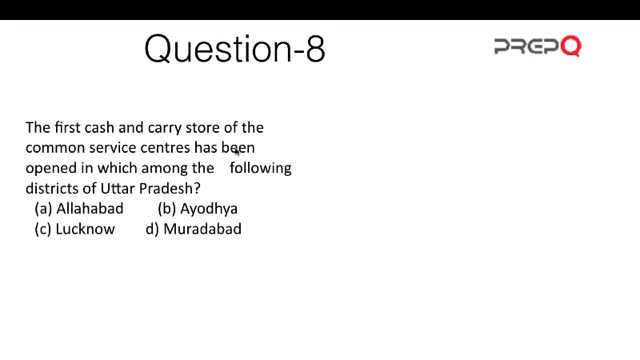 Question-8
PREPQ
The first cash and carry store of the
common service centres has been
opened in which among the following
districts of Uttar Pradesh?
(a) Allahabad (b) Ayodhya
(c) Lucknow d) Muradabad